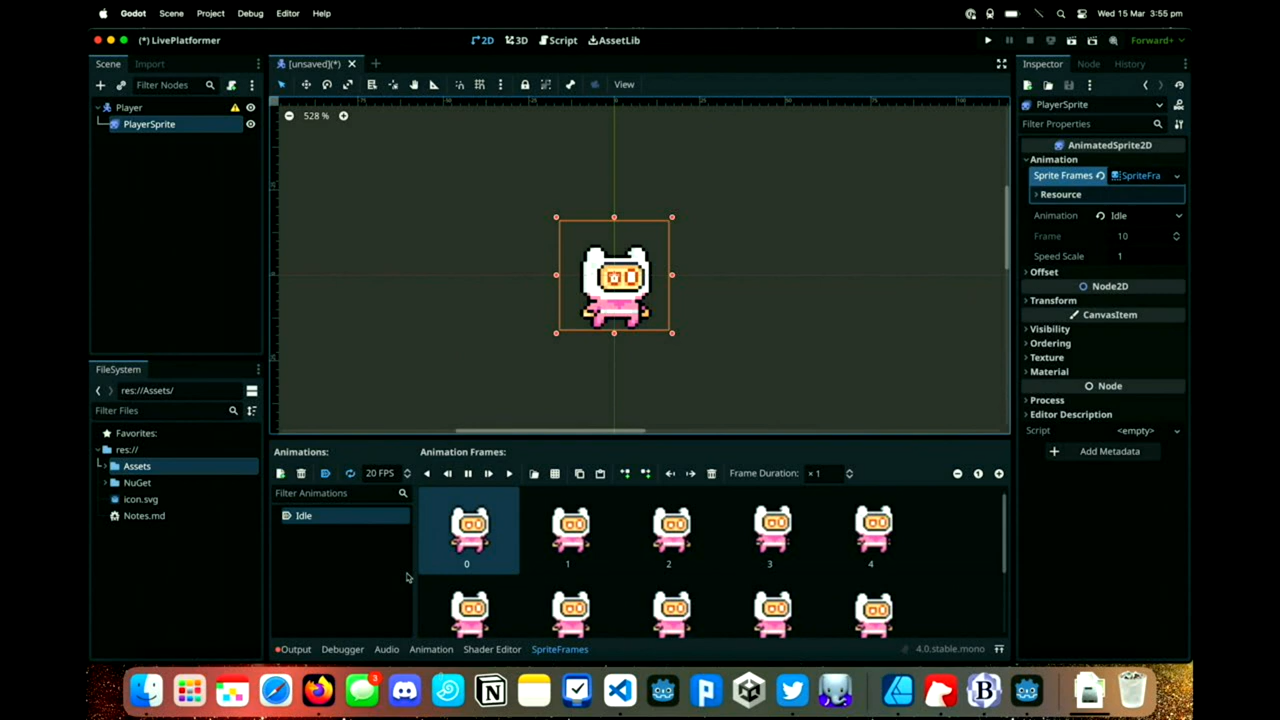 Godot Scene Project Debug Editor Help Wed 15 Mar 3:55 pm
(*) LivePlatformer 2D 3D Script AssetLib Forward+
Scene Import [unsaved](*) Inspector Node History
Filter Nodes View
Player PlayerSprite
PlayerSprite 528 % Filter Properties
AnimatedSprite2D
Animation
Sprite Frames SpriteFra
Resource
Animation Idle
Frame 10
Speed Scale 1
Offset
Node2D
Transform
CanvasItem
Visibility
Ordering
Texture
Material
Node
Process
Editor Description
Script <empty>
Add Metadata
FileSystem
res://Assets/
Filter Files
Favorites:
res://
Assets
NuGet
icon.svg
Notes.md
Animations: Animation Frames:
20 FPS Frame Duration: × 1
Filter Animations
Idle
0 1 2 3 4
Output Debugger Audio Animation Shader Editor SpriteFrames 4.0.stable.mono
3